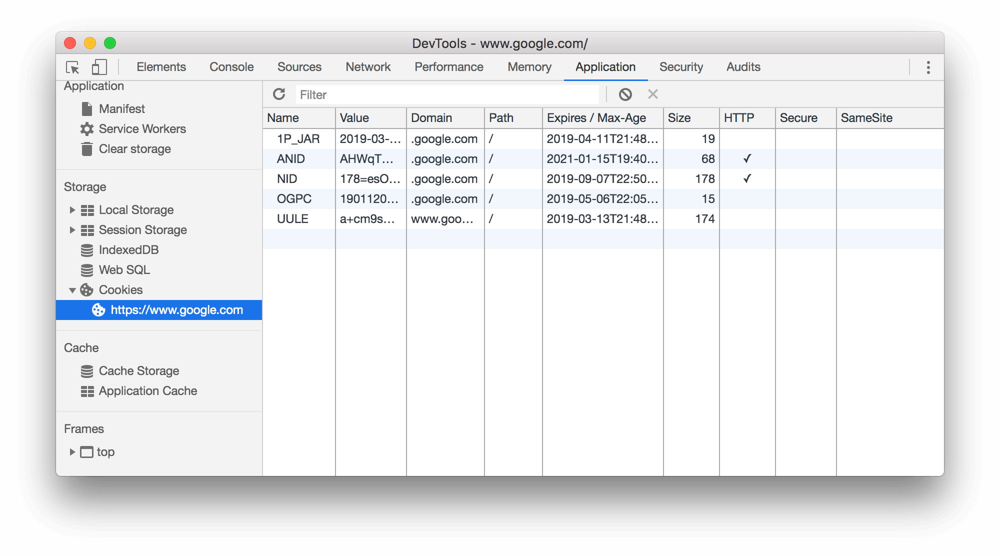 DevTools - www.google.com/
Elements Console Sources Network Performance Memory Application Security Audits
Application
Manifest
Service Workers
Clear storage
Storage
Local Storage
Session Storage
IndexedDB
Web SQL
Cookies
https://www.google.com
Cache
Cache Storage
Application Cache
Frames
top
Filter
Name Value Domain Path Expires / Max-Age Size HTTP Secure SameSite
1P_JAR 2019-03-... .google.com / 2019-04-11T21:48... 19
ANID AHWqT... .google.com / 2021-01-15T19:40... 68 ✓
NID 178=esO... .google.com / 2019-09-07T22:50... 178 ✓
OGPC 1901120... .google.com / 2019-05-06T22:05... 15
UULE a+cm9s... www.goo... / 2019-03-13T21:48... 174